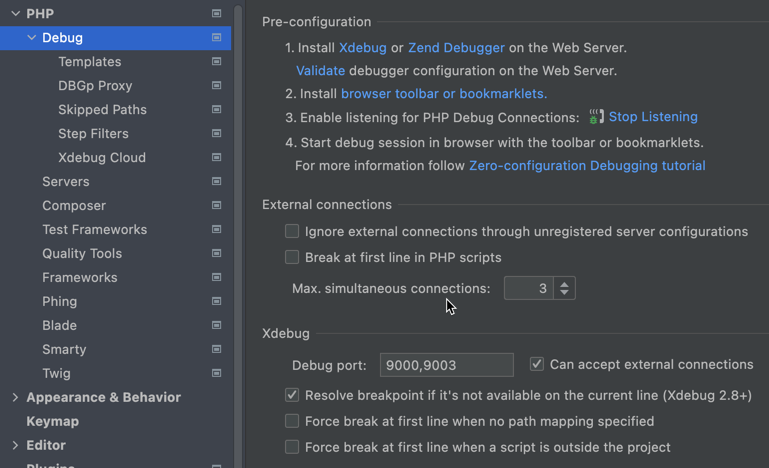 PHP
Debug
Templates
DBGp Proxy
Skipped Paths
Step Filters
Xdebug Cloud
Servers
Composer
Test Frameworks
Quality Tools
Frameworks
Phing
Blade
Smarty
Twig
Appearance & Behavior
Keymap
Editor
Plugins
Pre-configuration
1. Install Xdebug or Zend Debugger on the Web Server.
Validate debugger configuration on the Web Server.
2. Install browser toolbar or bookmarklets.
3. Enable listening for PHP Debug Connections: Stop Listening
4. Start debug session in browser with the toolbar or bookmarklets.
For more information follow Zero-configuration Debugging tutorial
External connections
Ignore external connections through unregistered server configurations
Break at first line in PHP scripts
Max. simultaneous connections: 3
Xdebug
Debug port: 9000,9003 Can accept external connections
Resolve breakpoint if it's not available on the current line (Xdebug 2.8+)
Force break at first line when no path mapping specified
Force break at first line when a script is outside the project